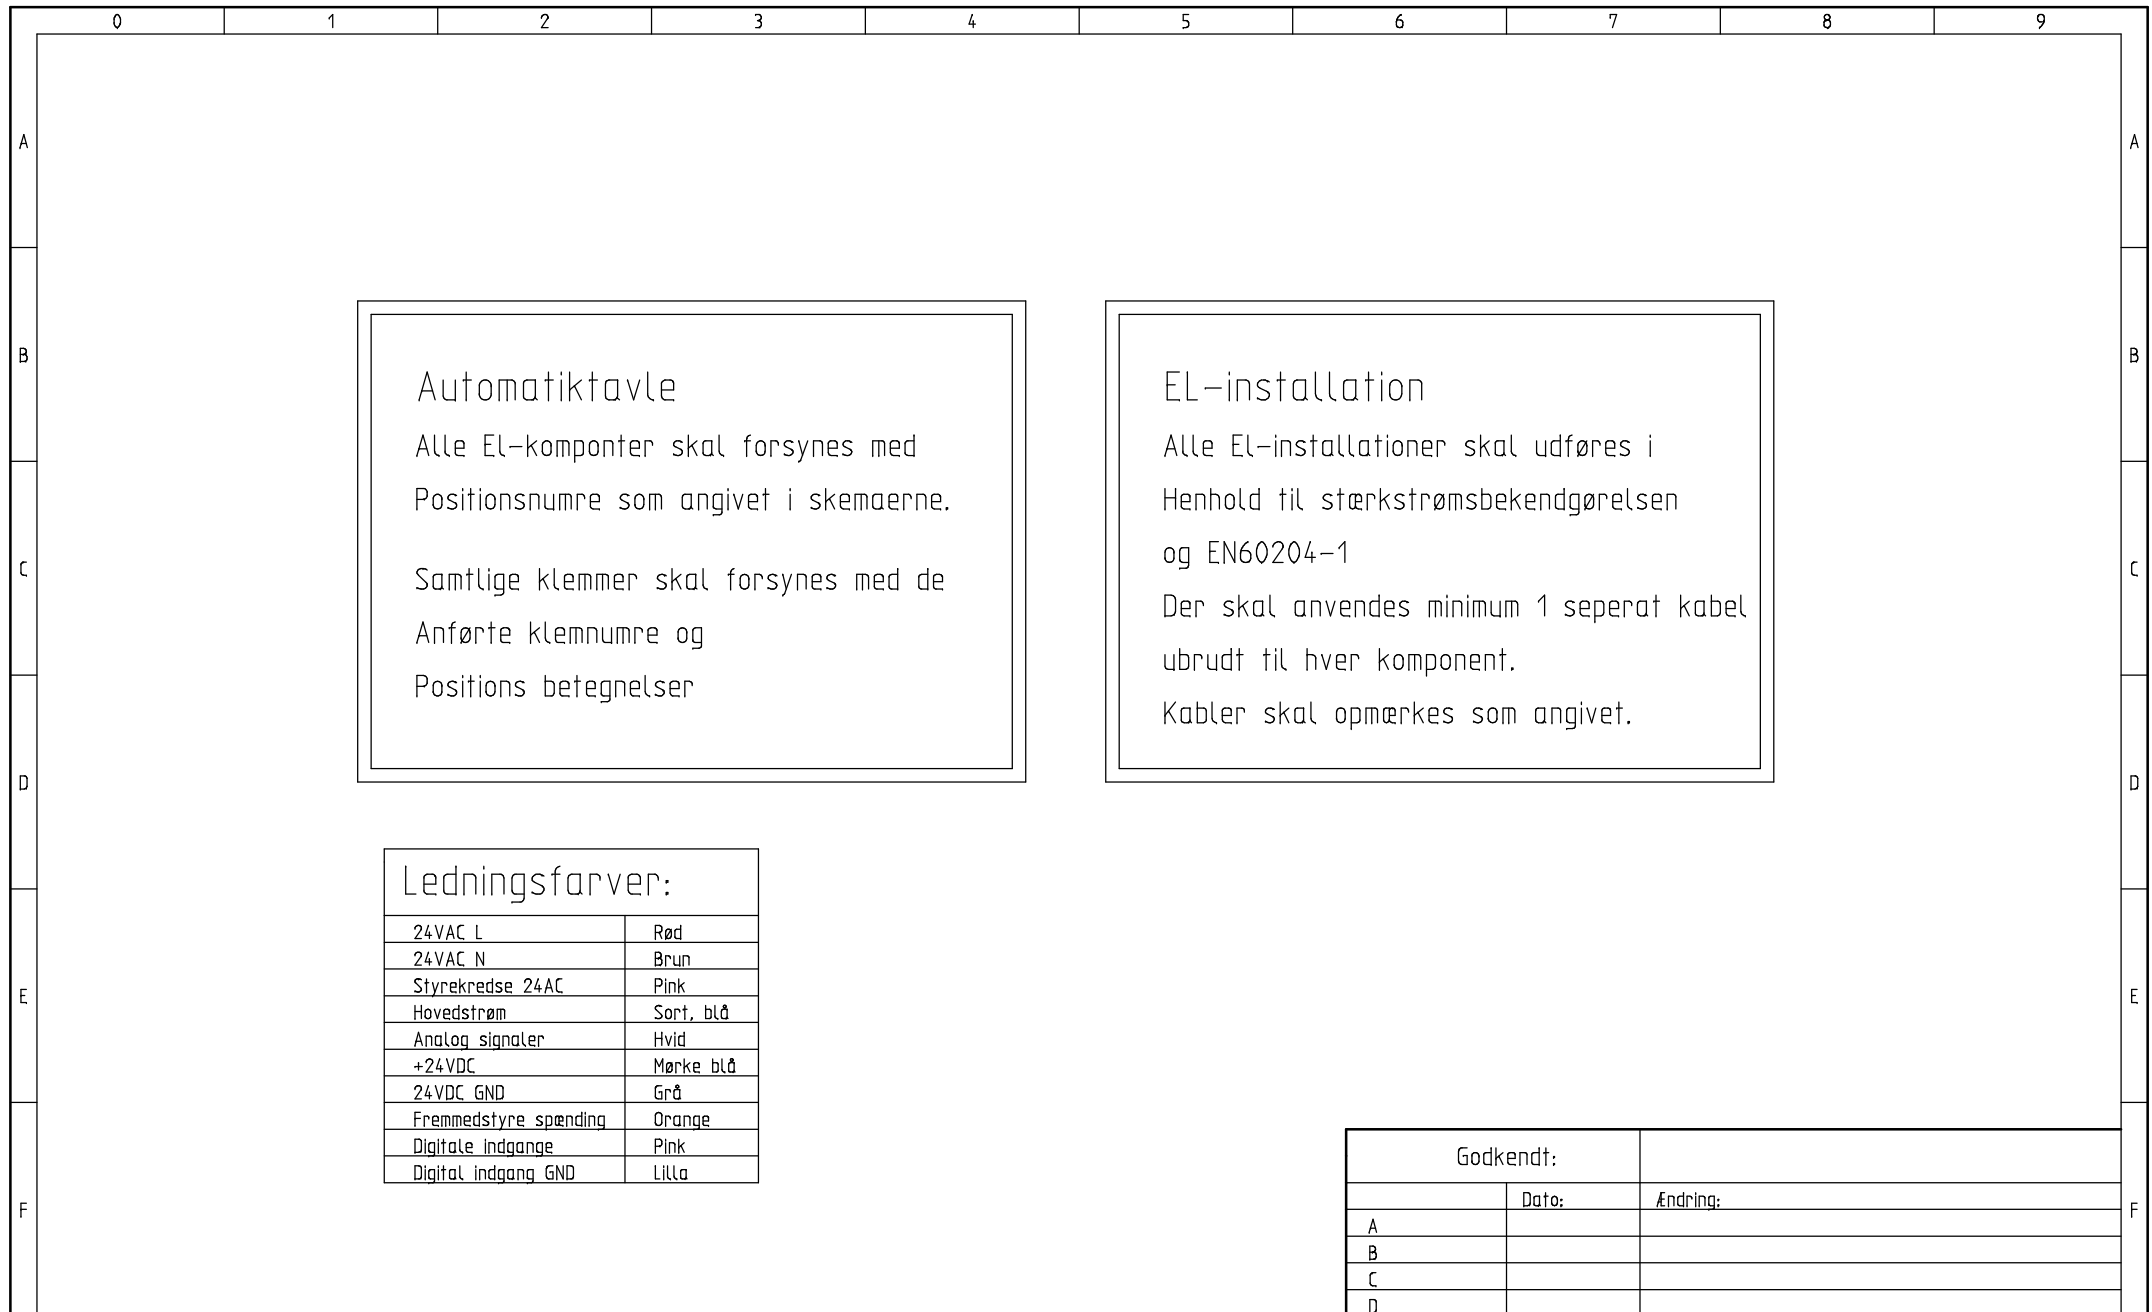 0 1 2 3 4 5 6 7 8 9
A A
B B
Automatiktavle
Alle El-komponter skal forsynes med
Positionsnumre som angivet i skemaerne.
Samtlige klemmer skal forsynes med de
Anførte klemnumre og
Positions betegnelser
EL-installation
Alle El-installationer skal udføres i
Henhold til stærkstrømsbekendgørelsen
og EN60204-1
Der skal anvendes minimum 1 seperat kabel
ubrudt til hver komponent.
Kabler skal opmærkes som angivet.
C C
D D
Ledningsfarver:
24VAC L Rød
24VAC N Brun
Styrekredse 24AC Pink
Hovedstrøm Sort, blå
Analog signaler Hvid
+24VDC Mørke blå
24VDC GND Grå
Fremmedstyre spænding Orange
Digitale indgange Pink
Digital indgang GND Lilla
E E
F F
Godkendt:
Dato: Ændring:
A
B
C
D